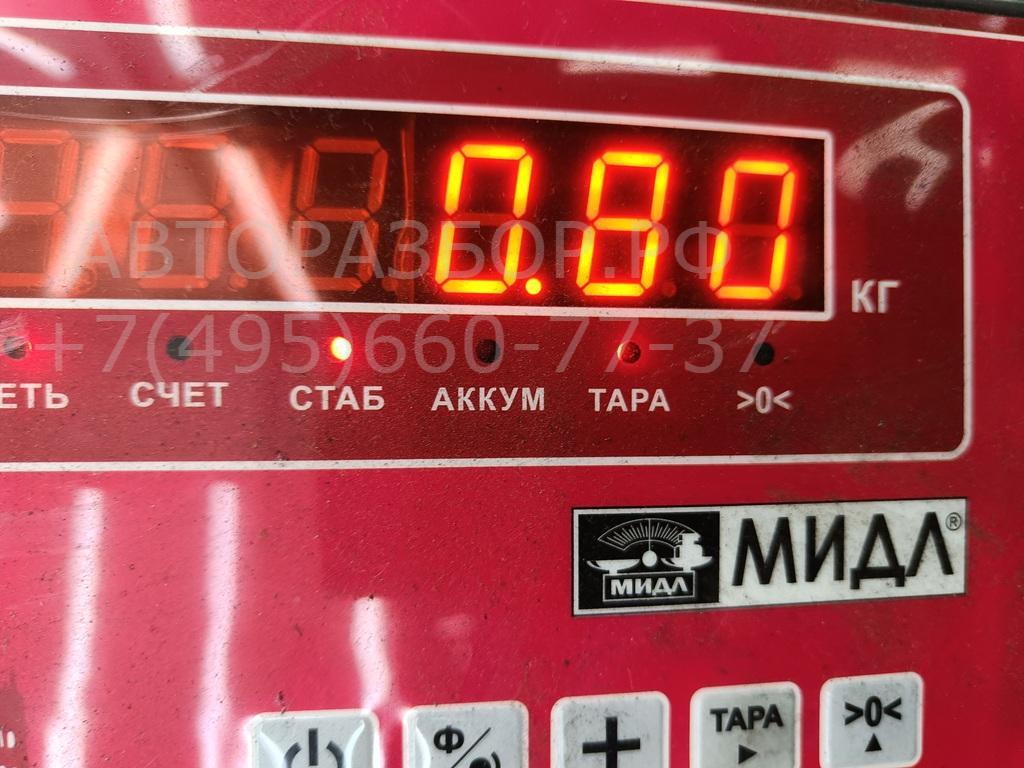 0.80
КГ
АВТОРАЗБОР.РФ
+7(495)660-77-37
ЕТЬ СЧЕТ СТАБ АККУМ ТАРА >0<
МИДЛ МИДЛ®
Ф ТАРА >0<